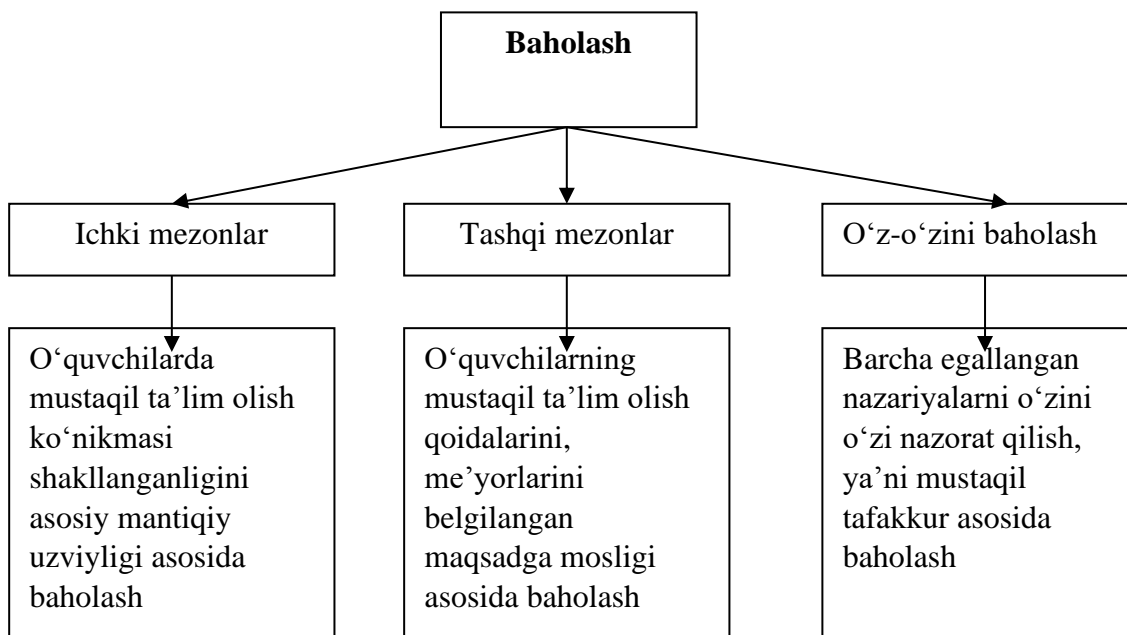 Baholash
Ichki mezonlar
Tashqi mezonlar
O‘z-o‘zini baholash
O‘quvchilarda
mustaqil ta’lim olish
ko‘nikmasi
shakllanganligini
asosiy mantiqiy
uzviyligi asosida
baholash
O‘quvchilarning
mustaqil ta’lim olish
qoidalarini,
me’yorlarini
belgilangan
maqsadga mosligi
asosida baholash
Barcha egallangan
nazariyalarni o‘zini
o‘zi nazorat qilish,
ya’ni mustaqil
tafakkur asosida
baholash